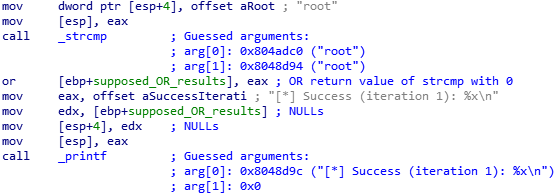 mov dword ptr [esp+4], offset aRoot ; "root"
mov [esp], eax
call _strcmp ; Guessed arguments:
; arg[0]: 0x804adc0 ("root")
; arg[1]: 0x8048d94 ("root")
or [ebp+supposed_OR_results], eax ; OR return value of strcmp with 0
mov eax, offset aSuccessIterati ; "[*] Success (iteration 1): %x\n"
mov edx, [ebp+supposed_OR_results] ; NULLs
mov [esp+4], edx ; NULLs
mov [esp], eax
call _printf ; Guessed arguments:
; arg[0]: 0x8048d9c ("[*] Success (iteration 1): %x\n")
; arg[1]: 0x0